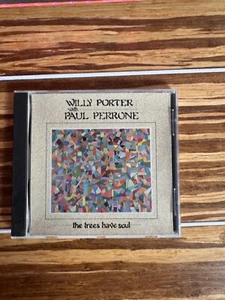 WILLY PORTER
with
PAUL PERRONE
the trees have soul